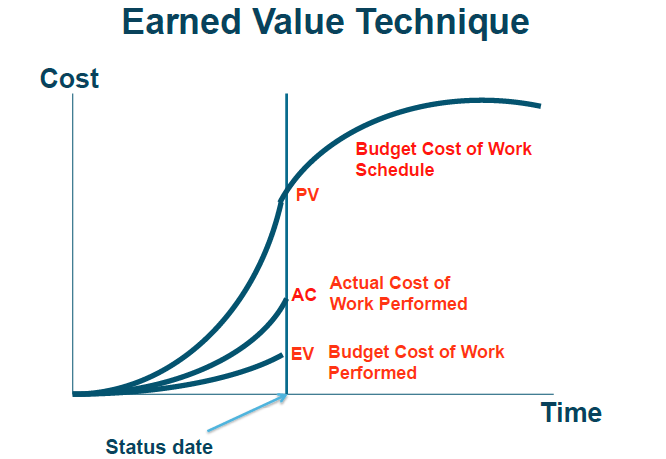 Earned Value Technique
Cost
Budget Cost of Work
Schedule
PV
AC
Actual Cost of
Work Performed
EV
Budget Cost of Work
Performed
Time
Status date